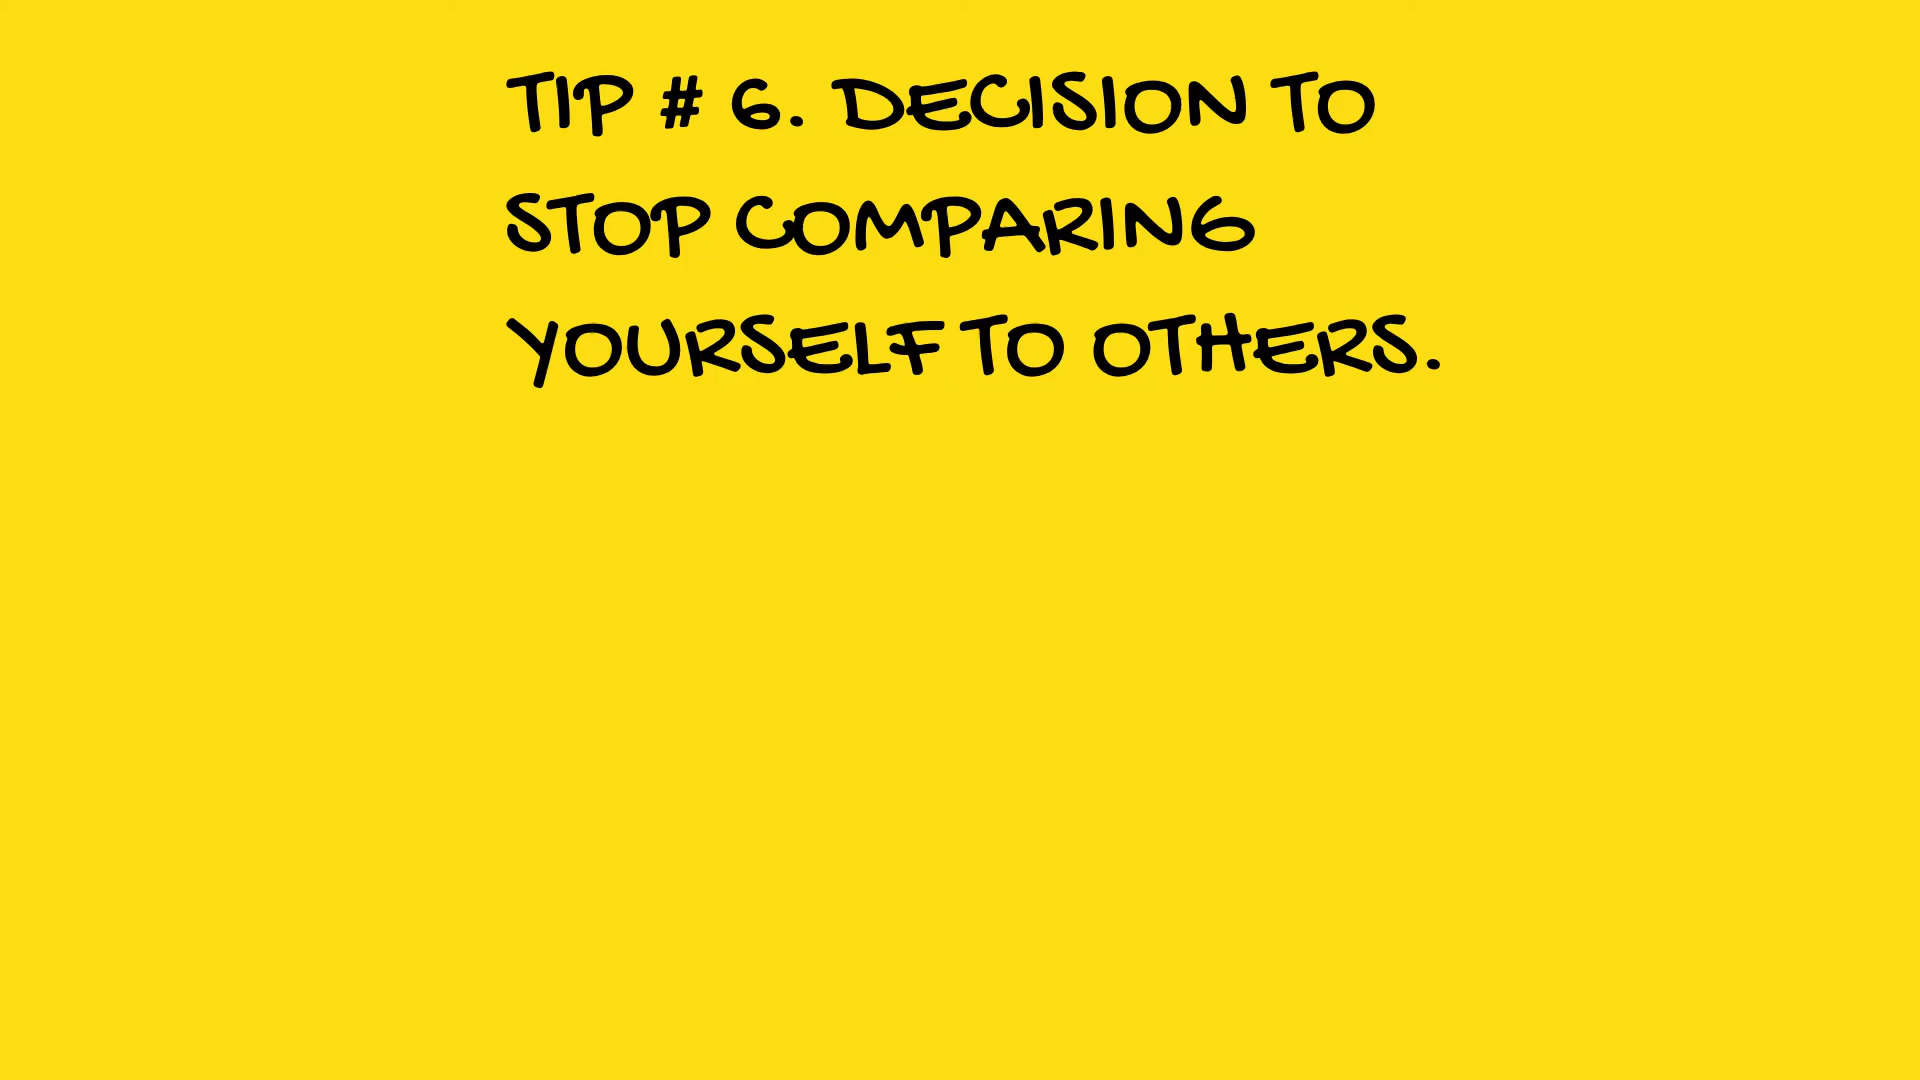 TIP # 6. DECISION TO
STOP COMPARING
YOURSELF TO OTHERS.